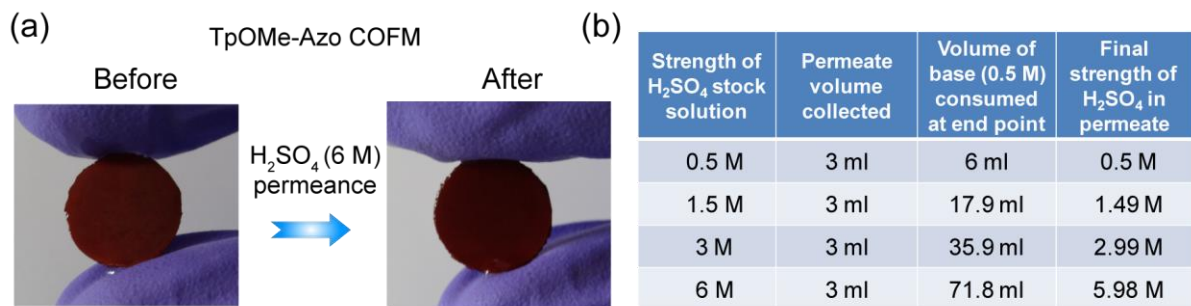 (a)
TpOMe-Azo COFM
Before
After
H₂SO₄ (6 M)
permeance
(b)
Strength of
H₂SO₄ stock
solution
Permeate
volume
collected
Volume of
base (0.5 M)
consumed
at end point
Final
strength of
H₂SO₄ in
permeate
0.5 M 3 ml 6 ml 0.5 M
1.5 M 3 ml 17.9 ml 1.49 M
3 M 3 ml 35.9 ml 2.99 M
6 M 3 ml 71.8 ml 5.98 M